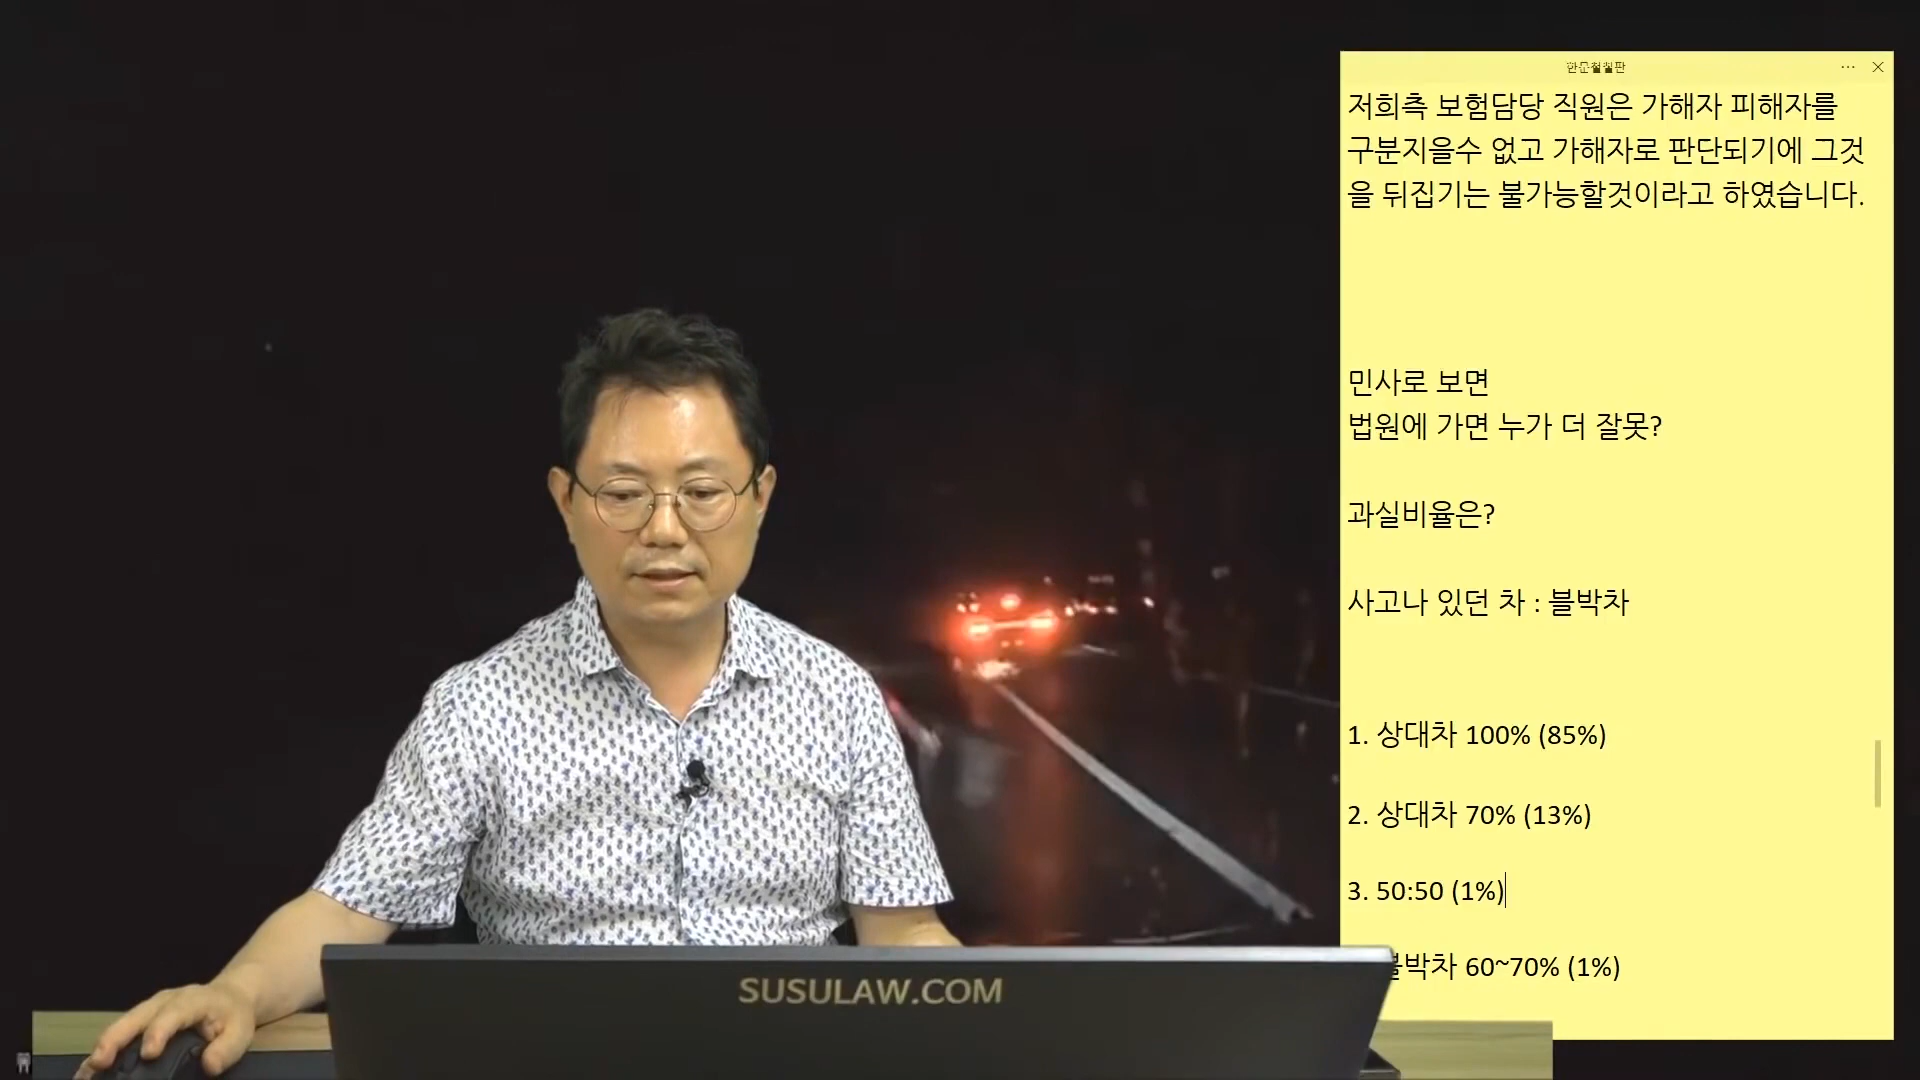 한문철칠판
저희측 보험담당 직원은 가해자 피해자를
구분지을수 없고 가해자로 판단되기에 그것
을 뒤집기는 불가능할것이라고 하였습니다.
민사로 보면
법원에 가면 누가 더 잘못?
과실비율은?
사고나 있던 차 : 블박차
1. 상대차 100% (85%)
2. 상대차 70% (13%)
3. 50:50 (1%)
블박차 60~70% (1%)
SUSULAW.COM